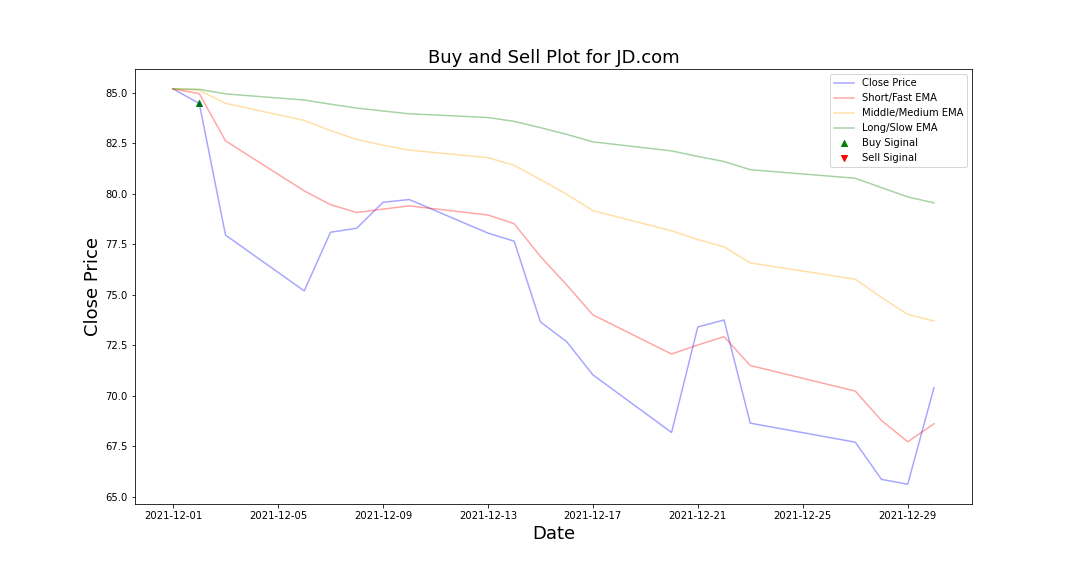 Buy and Sell Plot for JD.com
Close Price
Short/Fast EMA
Middle/Medium EMA
Long/Slow EMA
Buy Siginal
Sell Siginal
Close Price
85.0
82.5
80.0
77.5
75.0
72.5
70.0
67.5
65.0
2021-12-01 2021-12-05 2021-12-09 2021-12-13 2021-12-17 2021-12-21 2021-12-25 2021-12-29
Date